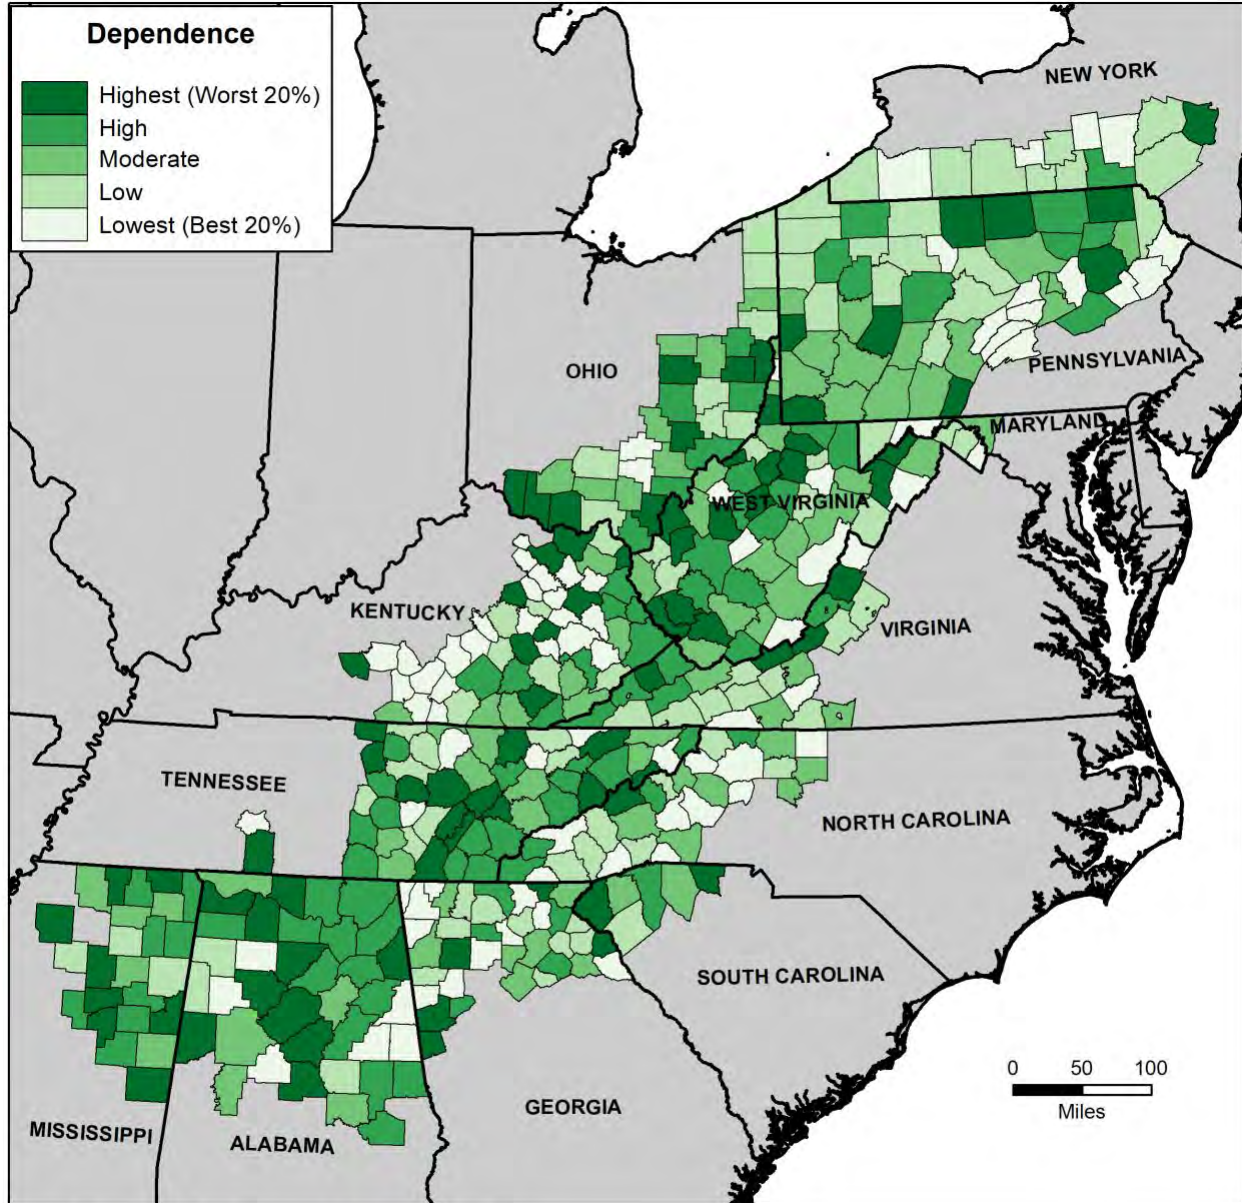 Dependence
Highest (Worst 20%)
High
Moderate
Low
Lowest (Best 20%)
NEW YORK
PENNSYLVANIA
OHIO
MARYLAND
WEST VIRGINIA
KENTUCKY
VIRGINIA
TENNESSEE
NORTH CAROLINA
SOUTH CAROLINA
MISSISSIPPI
ALABAMA
GEORGIA
0 50 100
Miles